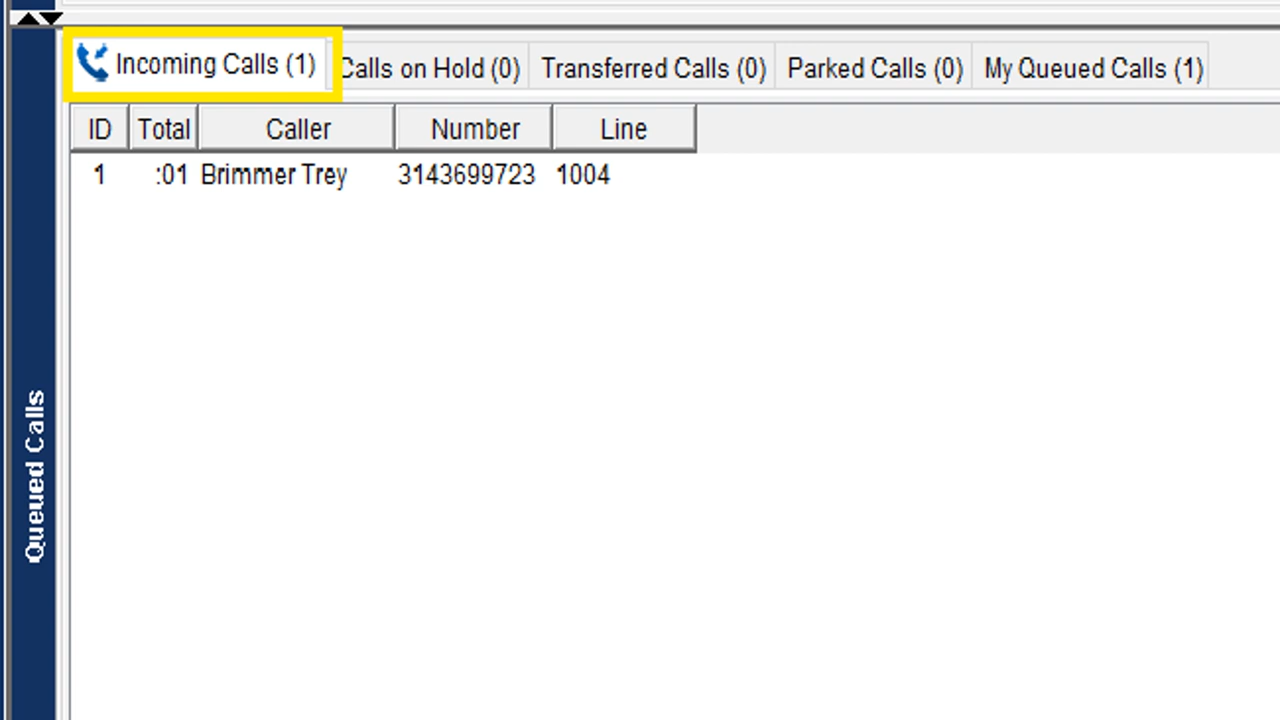 Incoming Calls (1) Calls on Hold (0) Transferred Calls (0) Parked Calls (0) My Queued Calls (1)
ID Total Caller Number Line
1 :01 Brimmer Trey 3143699723 1004
Queued Calls